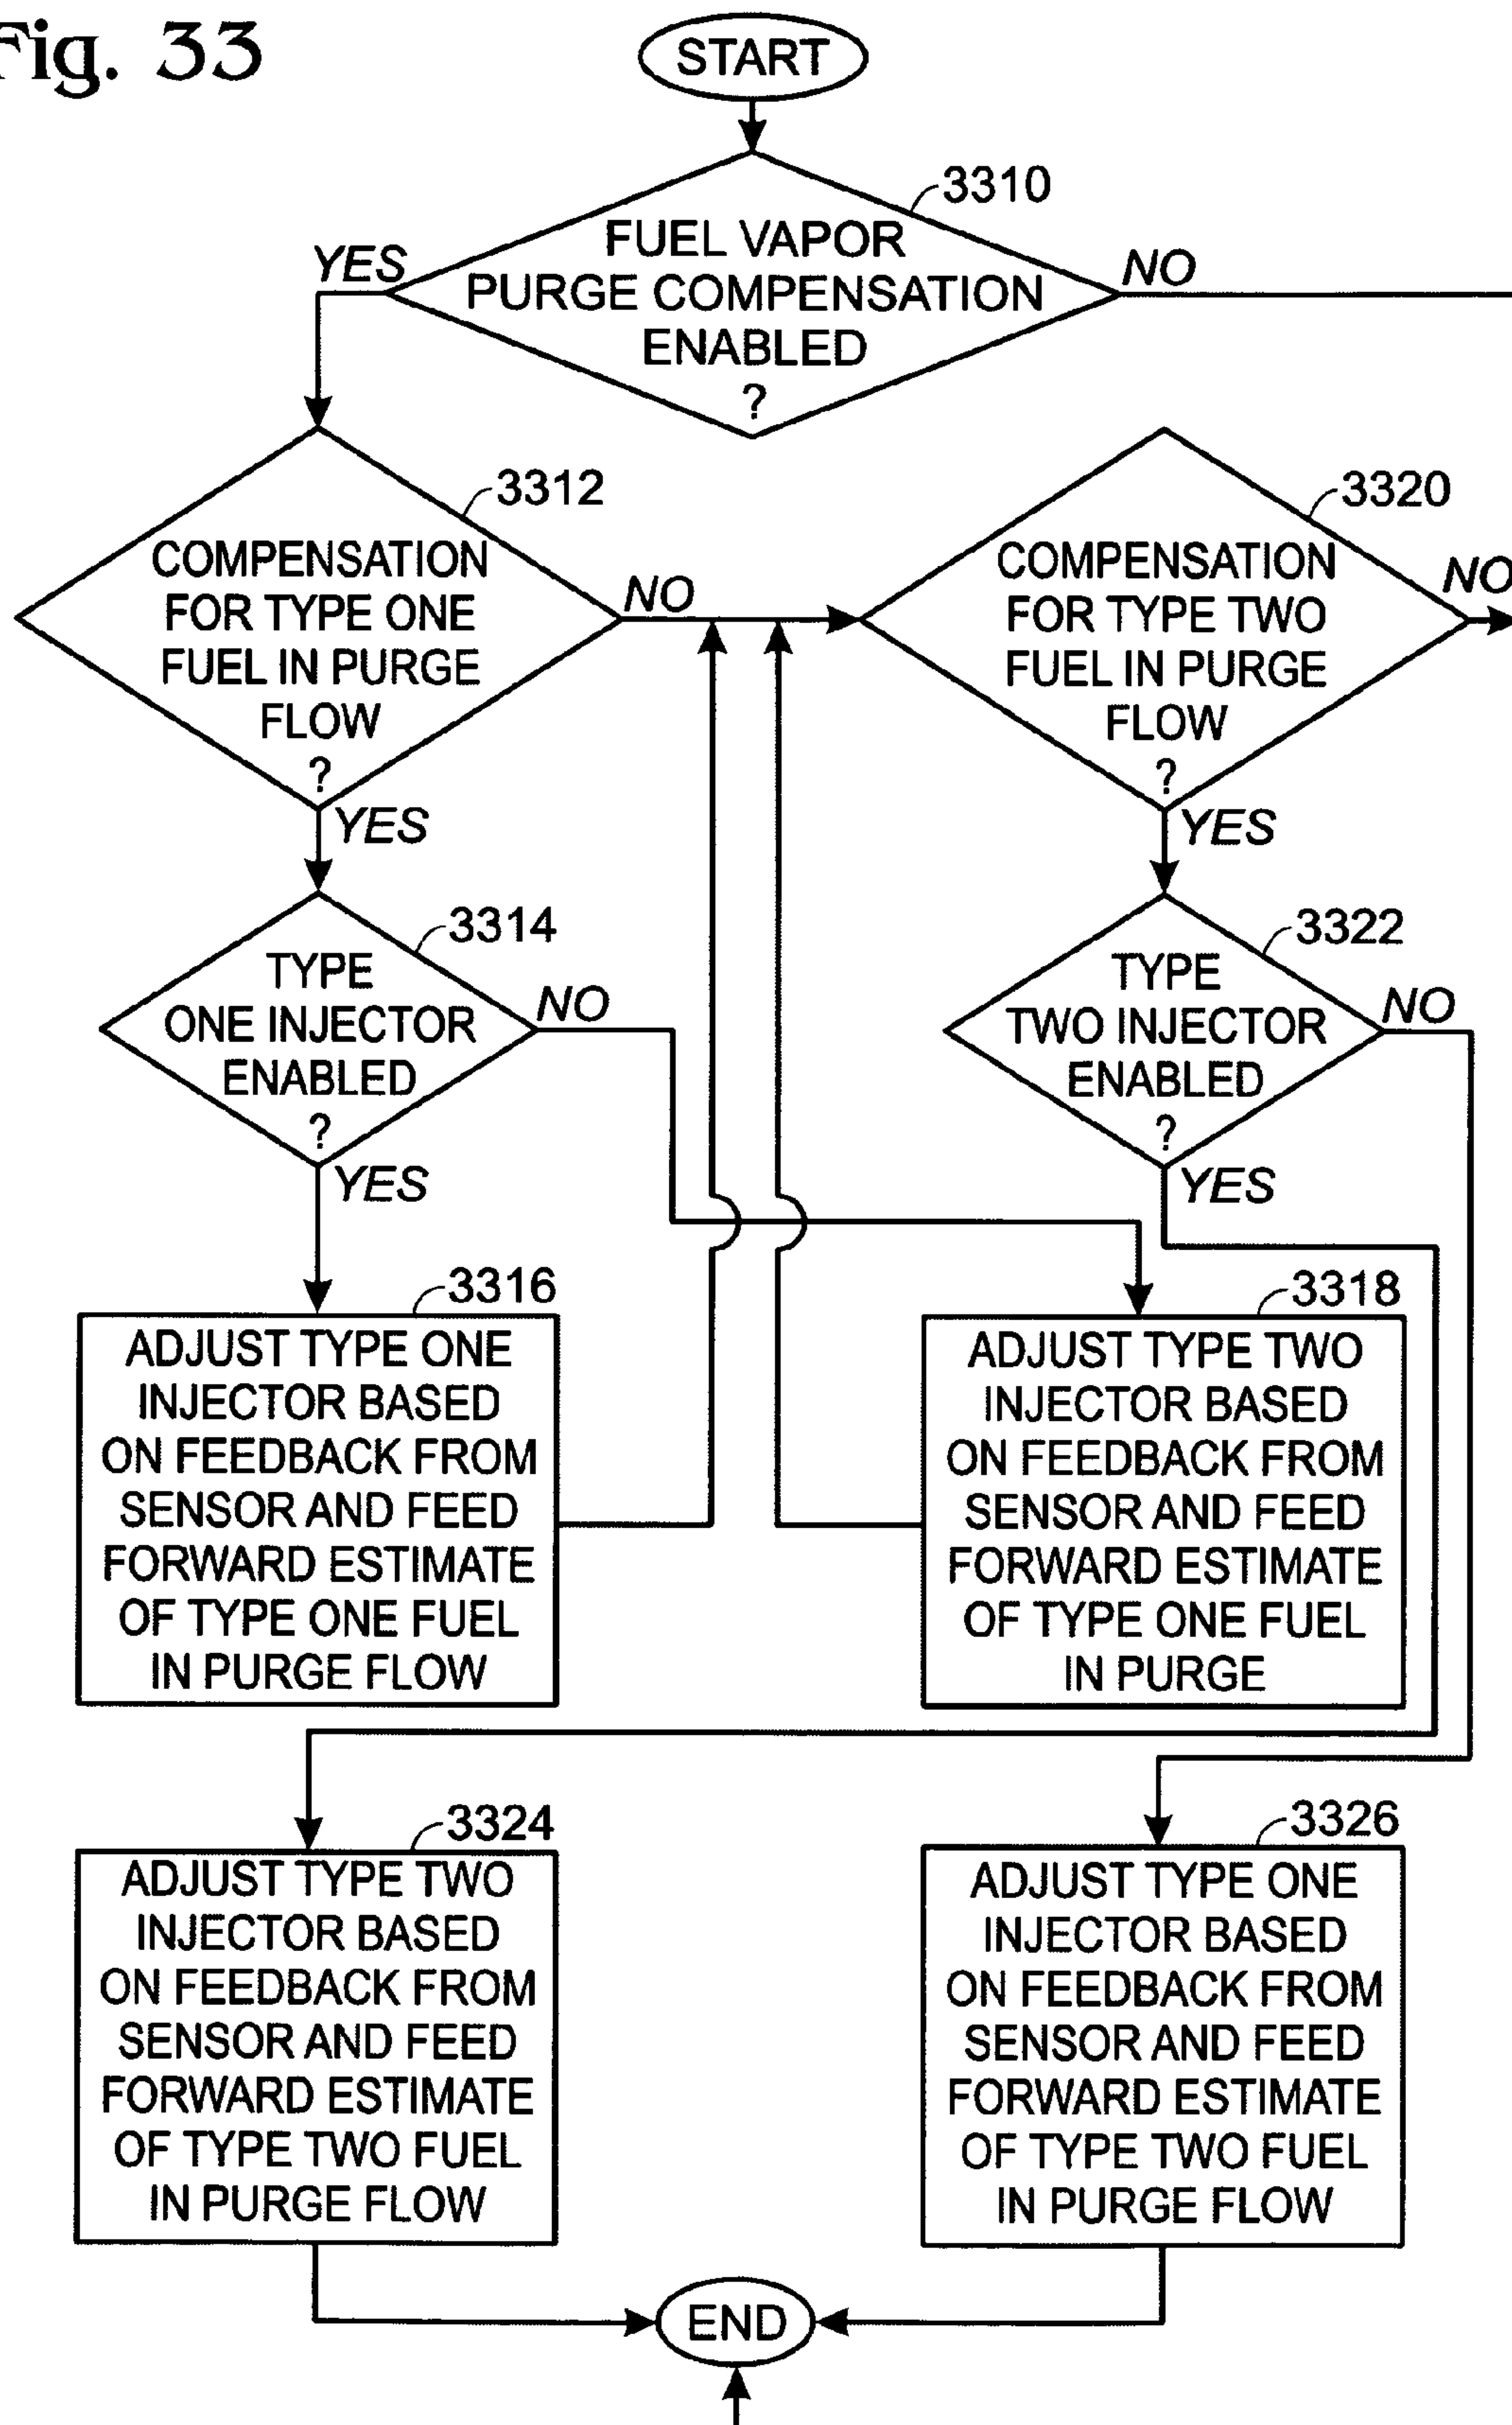 Fig. 33
START
3310
FUEL VAPOR
PURGE COMPENSATION
ENABLED
?
YES
NO
3312
COMPENSATION
FOR TYPE ONE
FUEL IN PURGE
FLOW
?
NO
YES
3320
COMPENSATION
FOR TYPE TWO
FUEL IN PURGE
FLOW
?
NO
YES
3314
TYPE
ONE INJECTOR
ENABLED
?
NO
YES
3322
TYPE
TWO INJECTOR
ENABLED
?
NO
YES
3316
ADJUST TYPE ONE
INJECTOR BASED
ON FEEDBACK FROM
SENSOR AND FEED
FORWARD ESTIMATE
OF TYPE ONE FUEL
IN PURGE FLOW
3318
ADJUST TYPE TWO
INJECTOR BASED
ON FEEDBACK FROM
SENSOR AND FEED
FORWARD ESTIMATE
OF TYPE ONE FUEL
IN PURGE
3324
ADJUST TYPE TWO
INJECTOR BASED
ON FEEDBACK FROM
SENSOR AND FEED
FORWARD ESTIMATE
OF TYPE TWO FUEL
IN PURGE FLOW
3326
ADJUST TYPE ONE
INJECTOR BASED
ON FEEDBACK FROM
SENSOR AND FEED
FORWARD ESTIMATE
OF TYPE TWO FUEL
IN PURGE FLOW
END